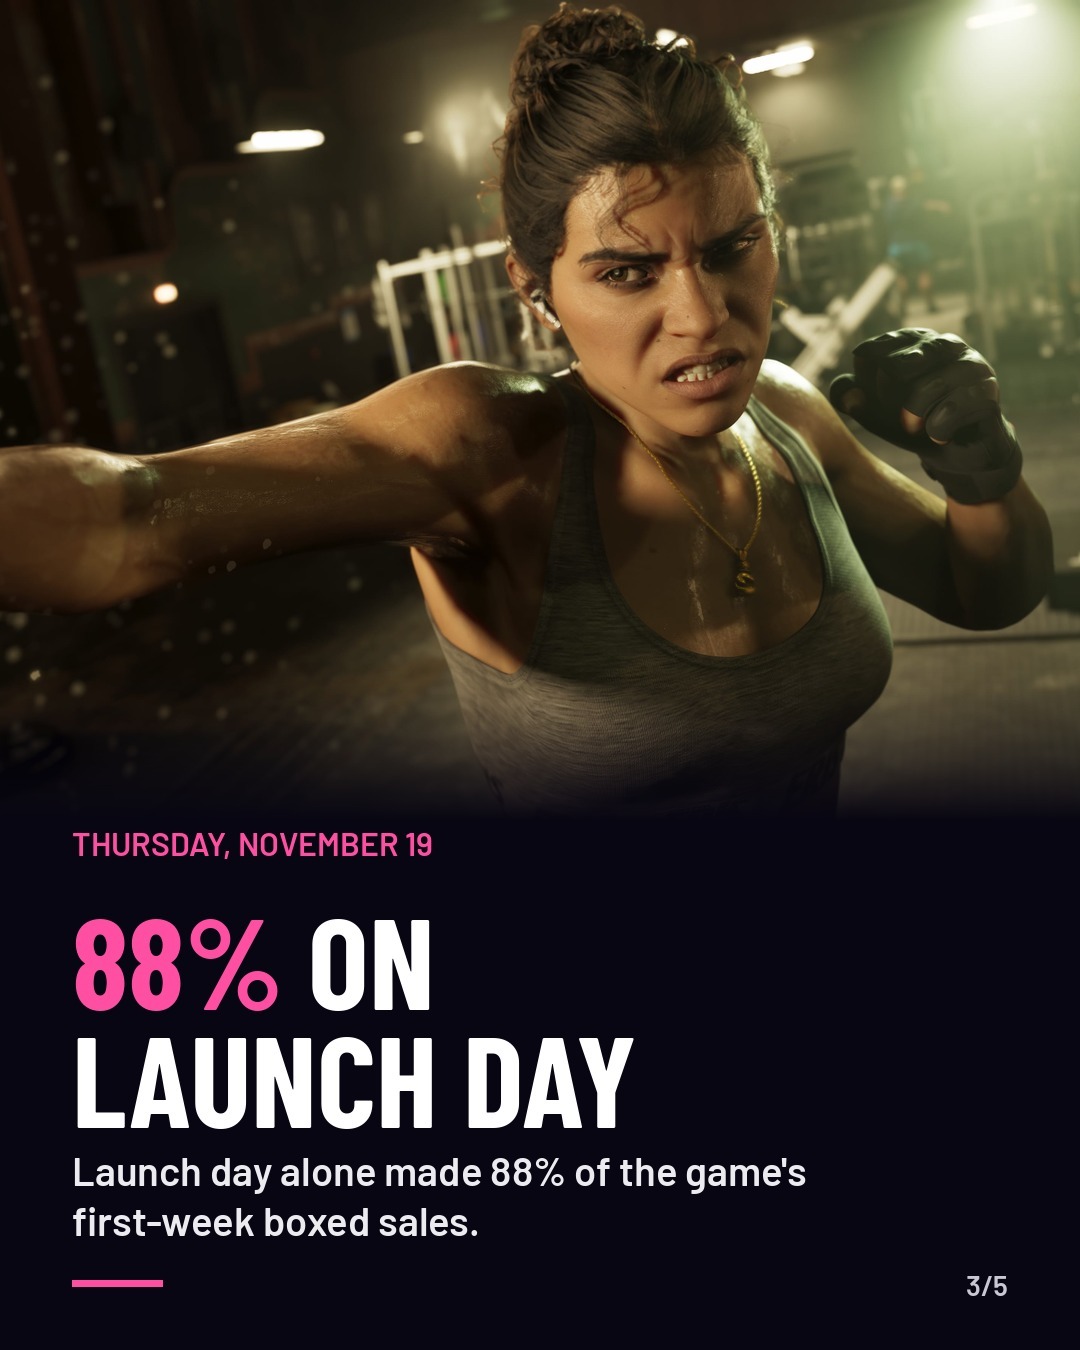 THURSDAY, NOVEMBER 19
88% ON
LAUNCH DAY
Launch day alone made 88% of the game's
first-week boxed sales.
3/5